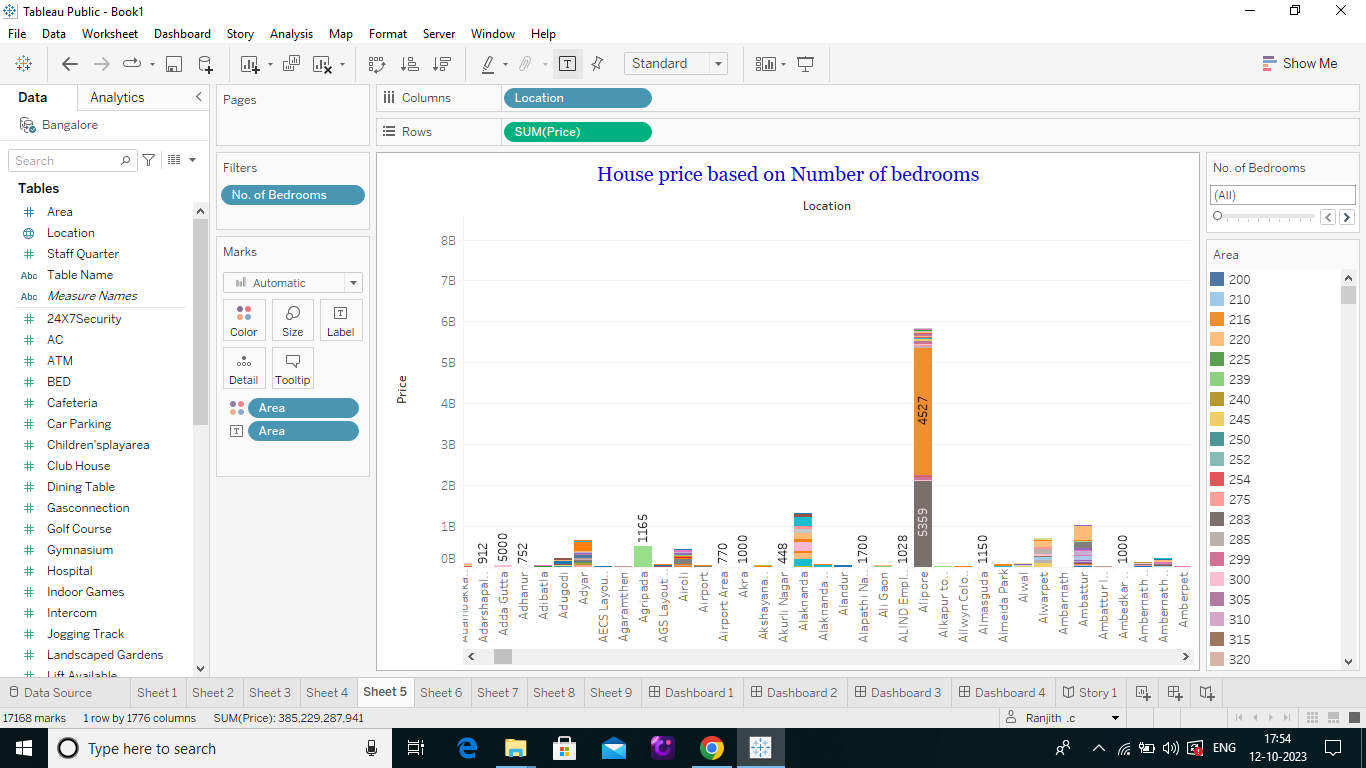 Tableau Public - Book1
File Data Worksheet Dashboard Story Analysis Map Format Server Window Help
Standard
Show Me
Data Analytics
Bangalore
Search
Tables
Area
Location
Staff Quarter
Abc Table Name
Abc Measure Names
24X7Security
AC
ATM
BED
Cafeteria
Car Parking
Children'splayarea
Club House
Dining Table
Gasconnection
Golf Course
Gymnasium
Hospital
Indoor Games
Intercom
Jogging Track
Landscaped Gardens
Lift Available
Pages
Filters
No. of Bedrooms
Marks
Automatic
Color Size Label
Detail Tooltip
Area
Area
Columns Location
Rows SUM(Price)
House price based on Number of bedrooms
Location
Price
8B
7B
6B
5B
4B
3B
2B
1B
0B
912
5000
752
1165
770
1000
448
1700
1028
4527
5359
1150
1000
Adarshapal..
Adda Gutta
Adhanur
Adibatla
Adugodi
Adyar
AECS Layou..
Agaramthen
Agripada
AGS Layout ..
Airoli
Airport
Airport Area
Akra
Akshayana..
Akurli Nagar
Alaknanda
Alaknanda..
Alandur
Alapathi Na..
Ali Gaon
ALIND Empl..
Alipore
Alkapur to..
Allwyn Colo..
Almasguda
Almeida Park
Alwal
Alwarpet
Ambarnath
Ambattur
Ambattur I..
Ambedkar ..
Ambernath ..
Ambernath ..
Amberpet
No. of Bedrooms
(All)
Area
200
210
216
220
225
239
240
245
250
252
254
275
283
285
299
300
305
310
315
320
Data Source Sheet 1 Sheet 2 Sheet 3 Sheet 4 Sheet 5 Sheet 6 Sheet 7 Sheet 8 Sheet 9 Dashboard 1 Dashboard 2 Dashboard 3 Dashboard 4 Story 1
17168 marks 1 row by 1776 columns SUM(Price): 385,229,287,941
Ranjith .c
Type here to search
ENG
17:54
12-10-2023